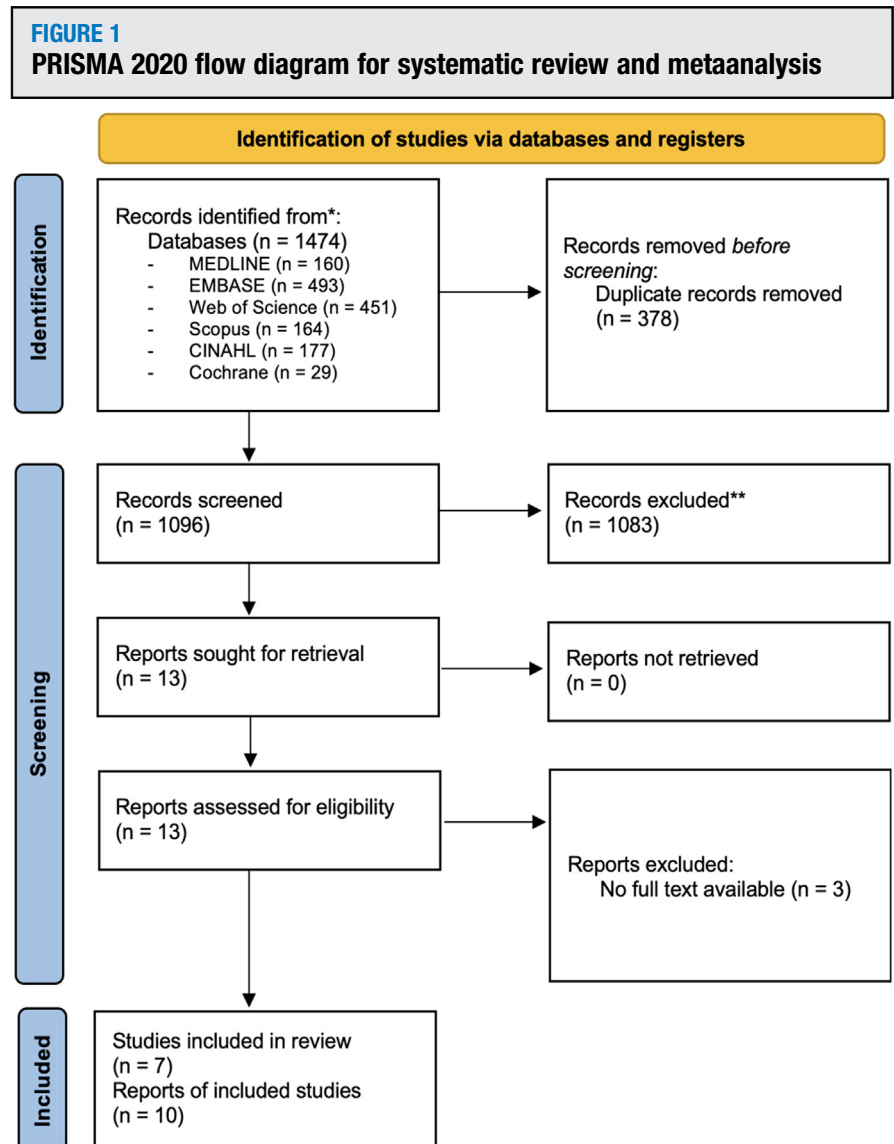 FIGURE 1
PRISMA 2020 flow diagram for systematic review and metaanalysis
Identification of studies via databases and registers
Identification
Records identified from*:
Databases (n = 1474)
- MEDLINE (n = 160)
- EMBASE (n = 493)
- Web of Science (n = 451)
- Scopus (n = 164)
- CINAHL (n = 177)
- Cochrane (n = 29)
Records removed before
screening:
Duplicate records removed
(n = 378)
Screening
Records screened
(n = 1096)
Records excluded**
(n = 1083)
Reports sought for retrieval
(n = 13)
Reports not retrieved
(n = 0)
Reports assessed for eligibility
(n = 13)
Reports excluded:
No full text available (n = 3)
Included
Studies included in review
(n = 7)
Reports of included studies
(n = 10)